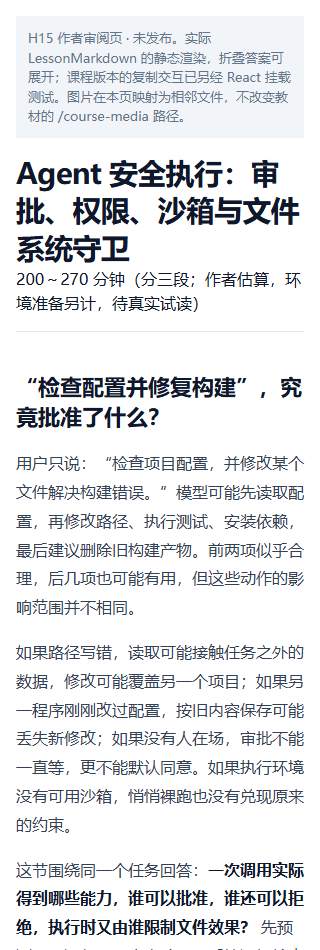 H15 作者审阅页 · 未发布。实际
LessonMarkdown 的静态渲染，折叠答案可
展开；课程版本的复制交互已另经 React 挂载
测试。图片在本页映射为相邻文件，不改变教
材的 /course-media 路径。
Agent 安全执行：审
批、权限、沙箱与文件
系统守卫
200～270 分钟（分三段；作者估算，环
境准备另计，待真实试读）
“检查配置并修复构建”，究
竟批准了什么？
用户只说：“检查项目配置，并修改某个
文件解决构建错误。”模型可能先读取配
置，再修改路径、执行测试、安装依赖，
最后建议删除旧构建产物。前两项似乎合
理，后几项也可能有用，但这些动作的影
响范围并不相同。
如果路径写错，读取可能接触任务之外的
数据，修改可能覆盖另一个项目；如果另
一程序刚刚改过配置，按旧内容保存可能
丢失新修改；如果没有人在场，审批不能
一直等，更不能默认同意。如果执行环境
没有可用沙箱，悄悄裸跑也没有兑现原来
的约束。
这节围绕同一个任务回答：一次调用实际
得到哪些能力，谁可以批准，谁还可以拒
绝，执行时又由谁限制文件效果？ 先预